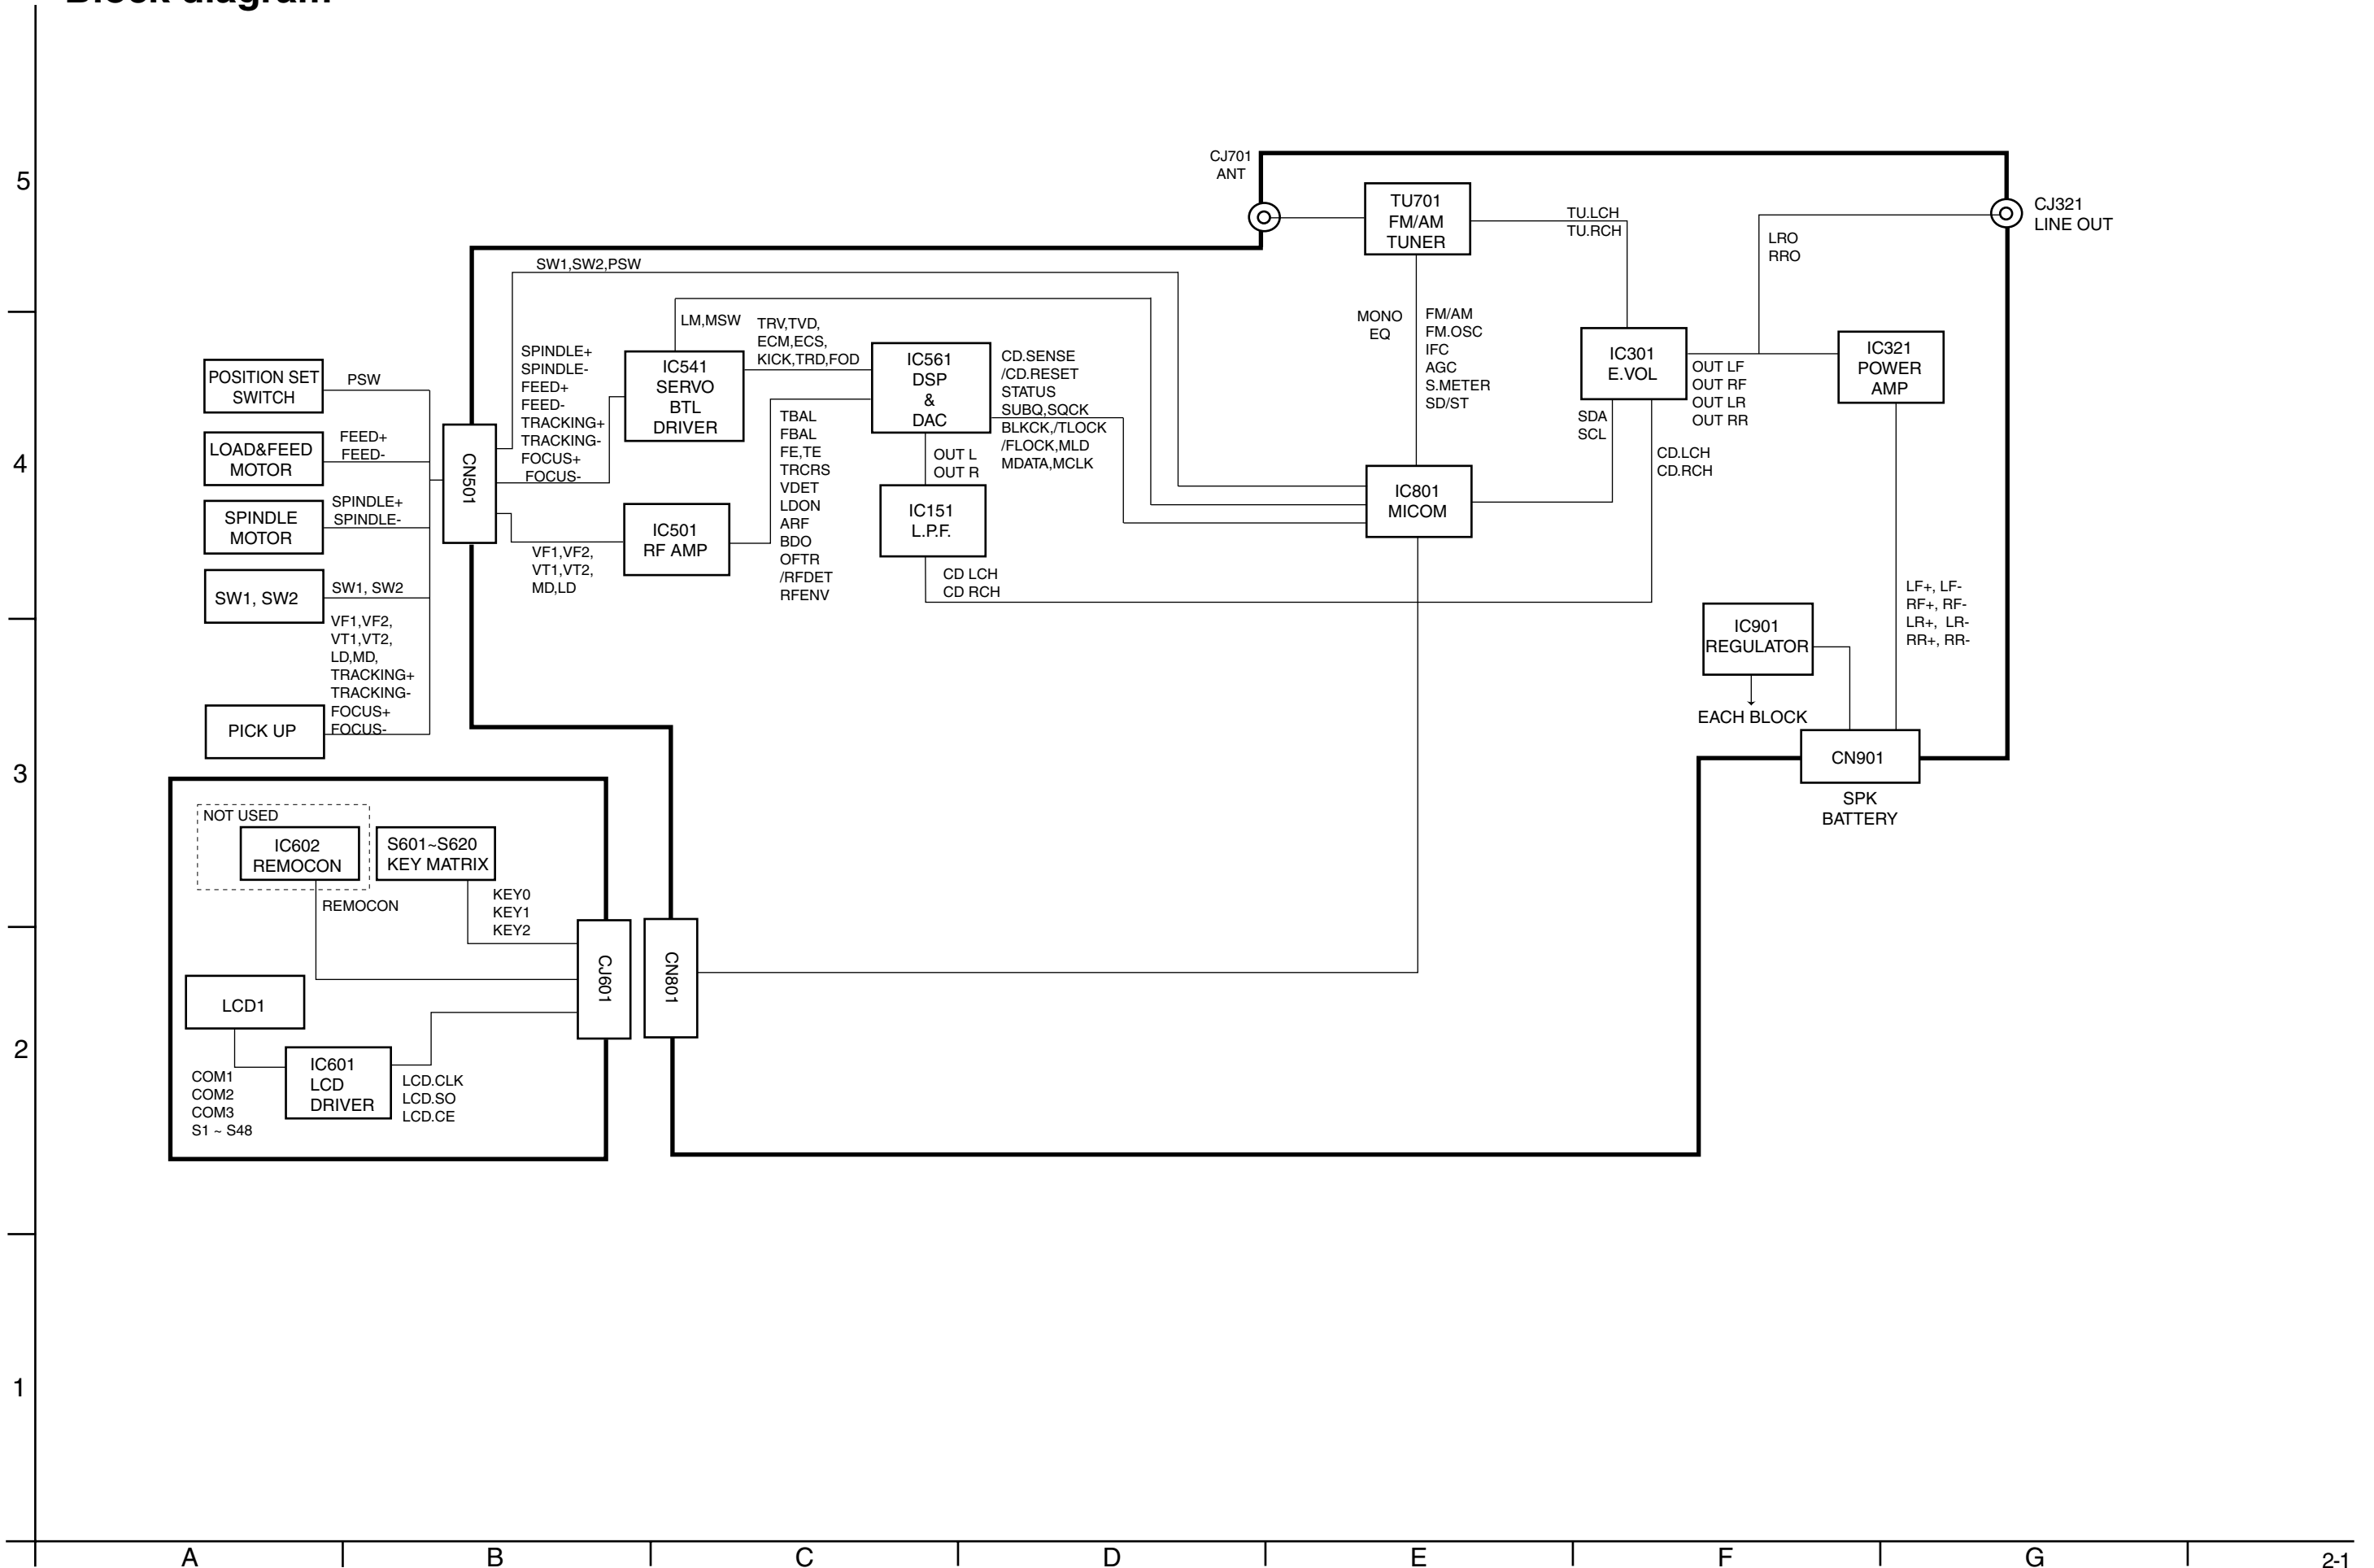 Block diagram
5
CJ701
ANT
TU701
FM/AM
TUNER
TU.LCH
TU.RCH
CJ321
LINE OUT
LRO
RRO
SW1,SW2,PSW
LM,MSW
TRV,TVD,
ECM,ECS,
KICK,TRD,FOD
MONO
EQ
FM/AM
FM.OSC
IFC
AGC
S.METER
SD/ST
4
POSITION SET
SWITCH
PSW
LOAD&FEED
MOTOR
FEED+
FEED-
SPINDLE
MOTOR
SPINDLE+
SPINDLE-
SW1, SW2
SW1, SW2
VF1,VF2,
VT1,VT2,
LD,MD,
TRACKING+
TRACKING-
FOCUS+
FOCUS-
PICK UP
CN501
SPINDLE+
SPINDLE-
FEED+
FEED-
TRACKING+
TRACKING-
FOCUS+
FOCUS-
IC541
SERVO
BTL
DRIVER
VF1,VF2,
VT1,VT2,
MD,LD
IC501
RF AMP
TBAL
FBAL
FE,TE
TRCRS
VDET
LDON
ARF
BDO
OFTR
/RFDET
RFENV
IC561
DSP
&
DAC
OUT L
OUT R
IC151
L.P.F.
CD LCH
CD RCH
CD.SENSE
/CD.RESET
STATUS
SUBQ,SQCK
BLKCK,/TLOCK
/FLOCK,MLD
MDATA,MCLK
IC801
MICOM
IC301
E.VOL
SDA
SCL
CD.LCH
CD.RCH
OUT LF
OUT RF
OUT LR
OUT RR
IC321
POWER
AMP
LF+, LF-
RF+, RF-
LR+, LR-
RR+, RR-
IC901
REGULATOR
EACH BLOCK
CN901
SPK
BATTERY
3
NOT USED
IC602
REMOCON
S601~S620
KEY MATRIX
REMOCON
KEY0
KEY1
KEY2
CJ601
CN801
2
LCD1
COM1
COM2
COM3
S1 ~ S48
IC601
LCD
DRIVER
LCD.CLK
LCD.SO
LCD.CE
1
A B C D E F G
2-1